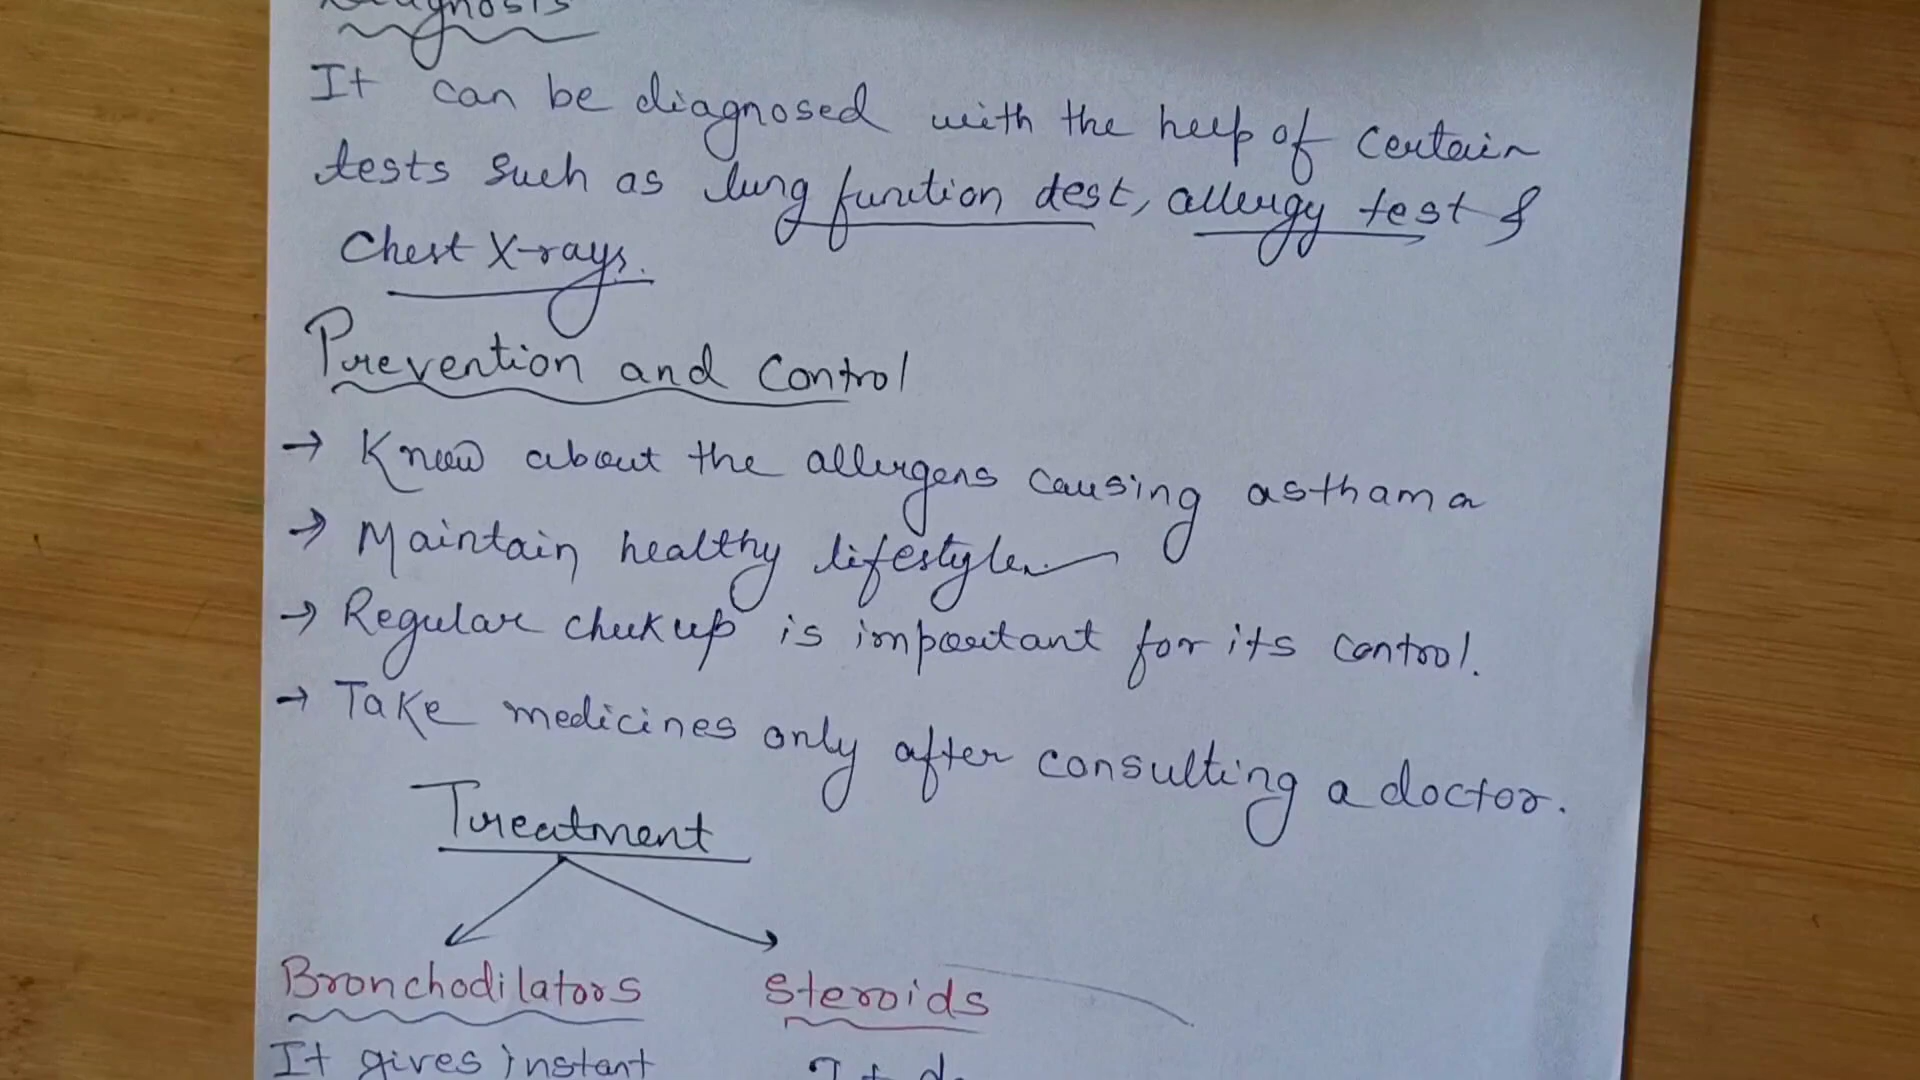 Diagnosis
It can be diagnosed with the help of certain
tests such as lung function test, allergy test &
Chest X-rays.
Prevention and Control
→ Know about the allergens causing asthama
→ Maintain healthy lifestyle.
→ Regular checkup is important for its control.
→ Take medicines only after consulting a doctor.
Treatment
Bronchodilators
Steroids
It gives instant
It